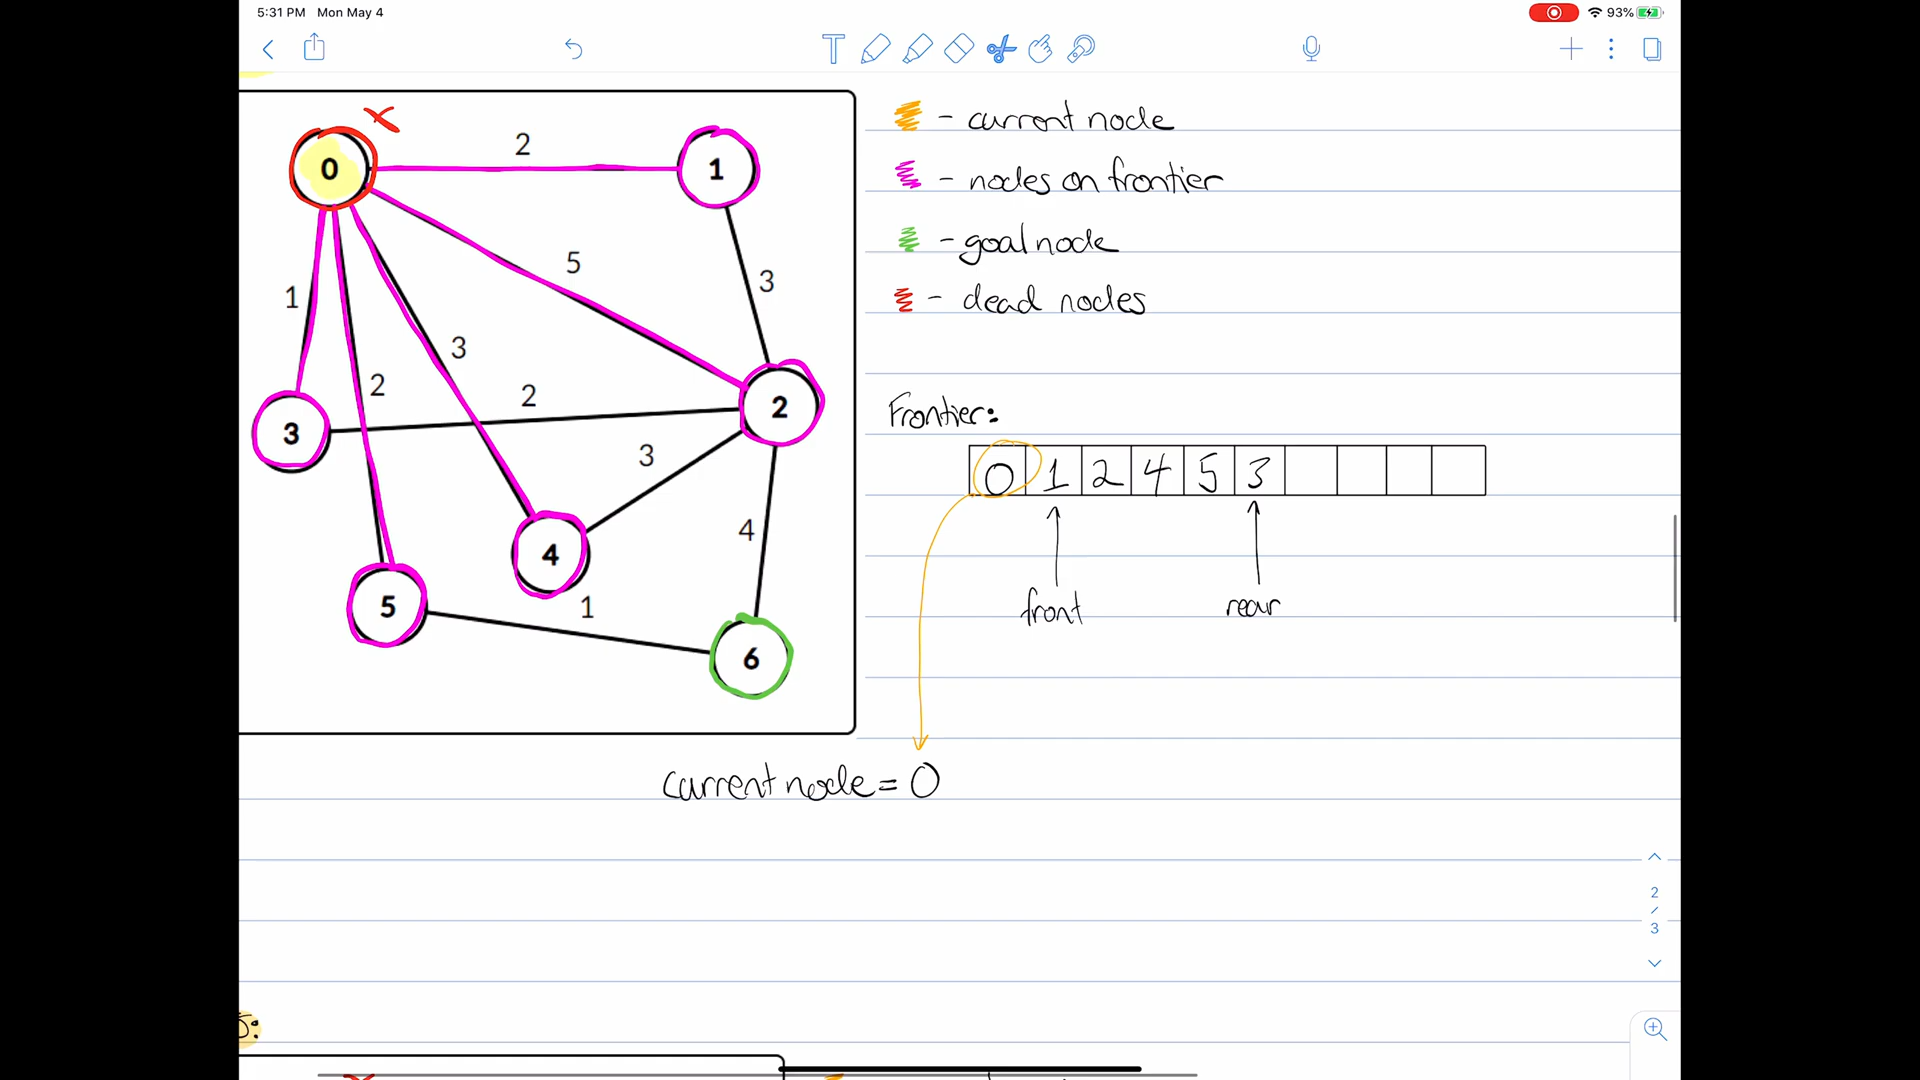 5:31 PM Mon May 4
93%
0
2
1
5
3
1
3
2
2
3
2
3
4
4
5
1
6
- current node
- nodes on frontier
- goal node
- dead nodes
Frontier:
0 1 2 4 5 3
front
rear
current node = 0
2
/
3